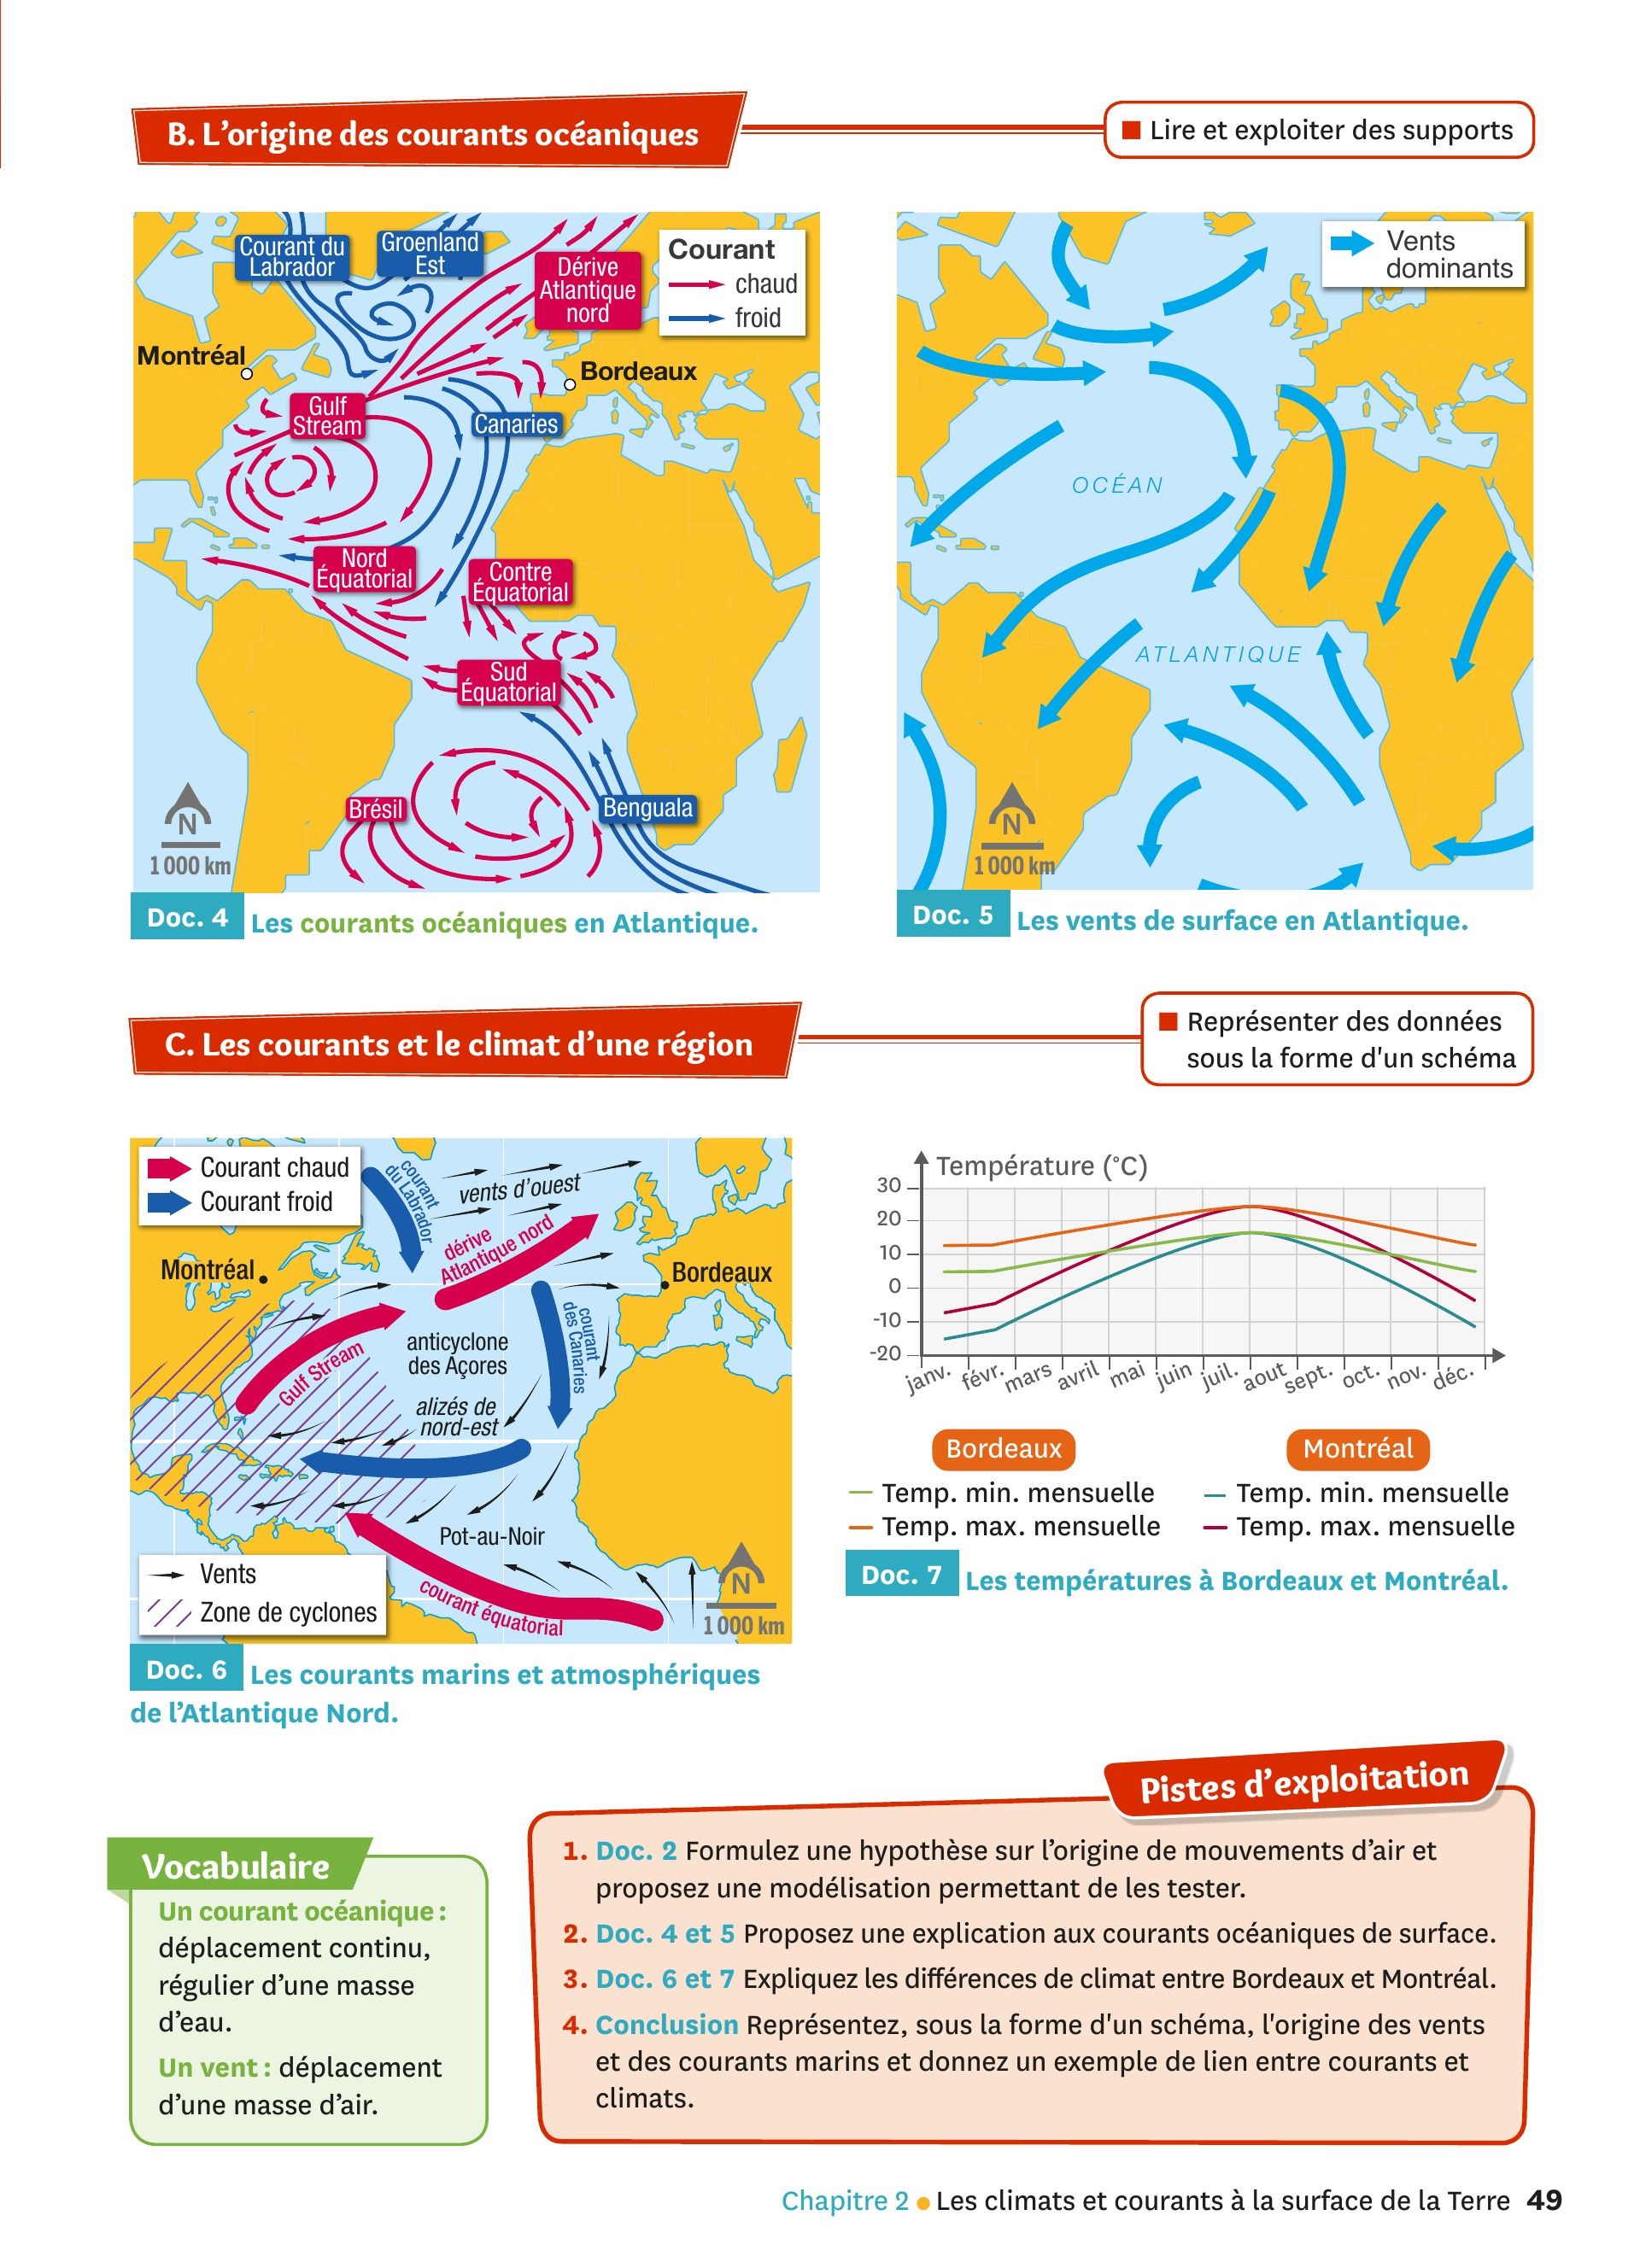 B. L'origine des courants océaniques
■ Lire et exploiter des supports
Courant du
Labrador
Groenland
Est
Dérive
Atlantique
nord
Courant
chaud
froid
Montréal
Bordeaux
Gulf
Stream
Canaries
Nord
Équatorial
Contre
Équatorial
Sud
Équatorial
Brésil
Benguala
N
1 000 km
Doc. 4 Les courants océaniques en Atlantique.
Vents
dominants
OCÉAN
ATLANTIQUE
N
1 000 km
Doc. 5 Les vents de surface en Atlantique.
C. Les courants et le climat d'une région
■ Représenter des données
sous la forme d'un schéma
Courant chaud
Courant froid
courant
du Labrador
vents d'ouest
dérive
Atlantique nord
Montréal
Bordeaux
courant
des Canaries
anticyclone
des Açores
Gulf Stream
alizés de
nord-est
Pot-au-Noir
courant équatorial
Vents
Zone de cyclones
N
1 000 km
Doc. 6 Les courants marins et atmosphériques
de l'Atlantique Nord.
Température (°C)
30
20
10
0
-10
-20
janv. févr. mars avril mai juin juil. aout sept. oct. nov. déc.
Bordeaux
Temp. min. mensuelle
Temp. max. mensuelle
Montréal
Temp. min. mensuelle
Temp. max. mensuelle
Doc. 7 Les températures à Bordeaux et Montréal.
Vocabulaire
Un courant océanique :
déplacement continu,
régulier d'une masse
d'eau.
Un vent : déplacement
d'une masse d'air.
Pistes d'exploitation
1. Doc. 2 Formulez une hypothèse sur l'origine de mouvements d'air et
proposez une modélisation permettant de les tester.
2. Doc. 4 et 5 Proposez une explication aux courants océaniques de surface.
3. Doc. 6 et 7 Expliquez les différences de climat entre Bordeaux et Montréal.
4. Conclusion Représentez, sous la forme d'un schéma, l'origine des vents
et des courants marins et donnez un exemple de lien entre courants et
climats.
Chapitre 2 ● Les climats et courants à la surface de la Terre 49